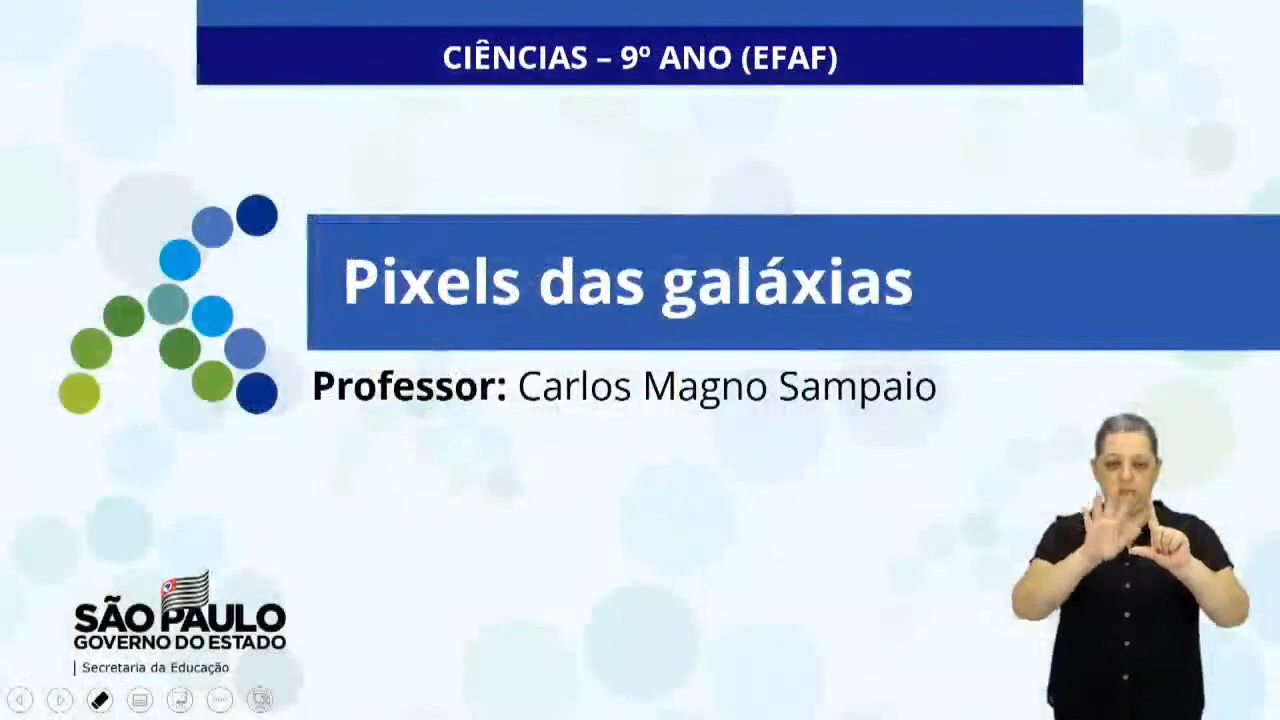 CIÊNCIAS – 9º ANO (EFAF)
Pixels das galáxias
Professor: Carlos Magno Sampaio
SÃO PAULO
GOVERNO DO ESTADO
Secretaria da Educação